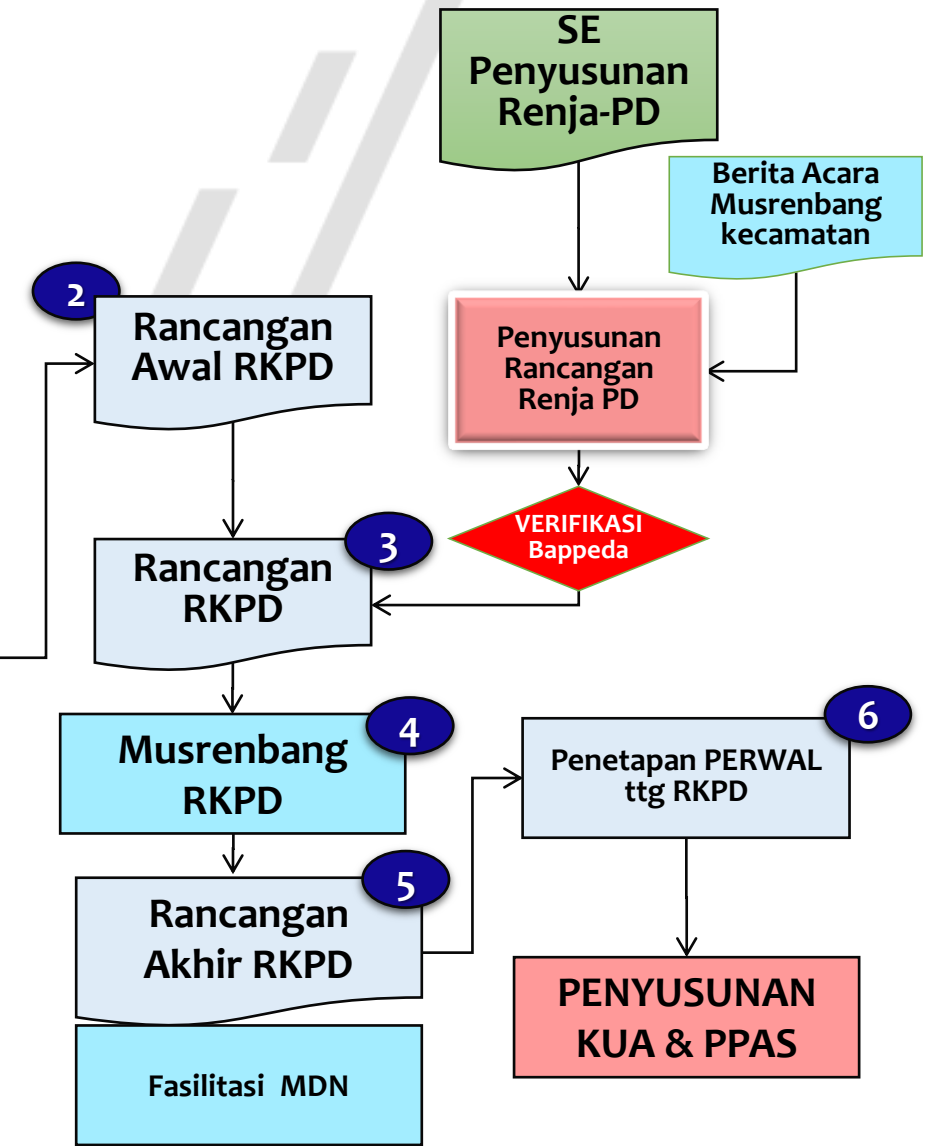 SE
Penyusunan
Renja-PD
Berita Acara
Musrenbang
kecamatan
2
Rancangan
Awal RKPD
Penyusunan
Rancangan
Renja PD
VERIFIKASI
Bappeda
3
Rancangan
RKPD
4
Musrenbang
RKPD
6
Penetapan PERWAL
ttg RKPD
5
Rancangan
Akhir RKPD
PENYUSUNAN
KUA & PPAS
Fasilitasi MDN